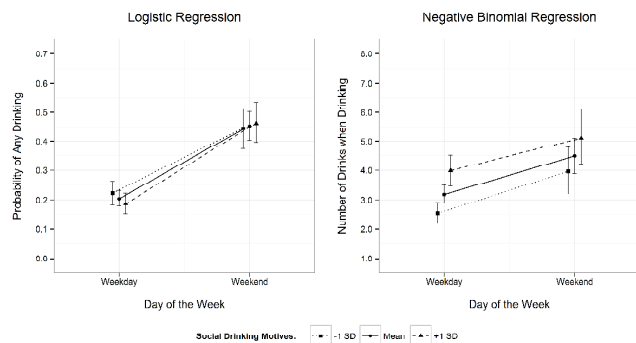 Logistic Regression
Negative Binomial Regression
Probability of Any Drinking
0.7
0.6
0.5
0.4
0.3
0.2
0.1
0.0
Weekday
Weekend
Day of the Week
Number of Drinks when Drinking
8.0
6.0
5.0
4.0
3.0
2.0
1.0
Weekday
Weekend
Day of the Week
Social Drinking Motives: -1 SD Mean +1 SD